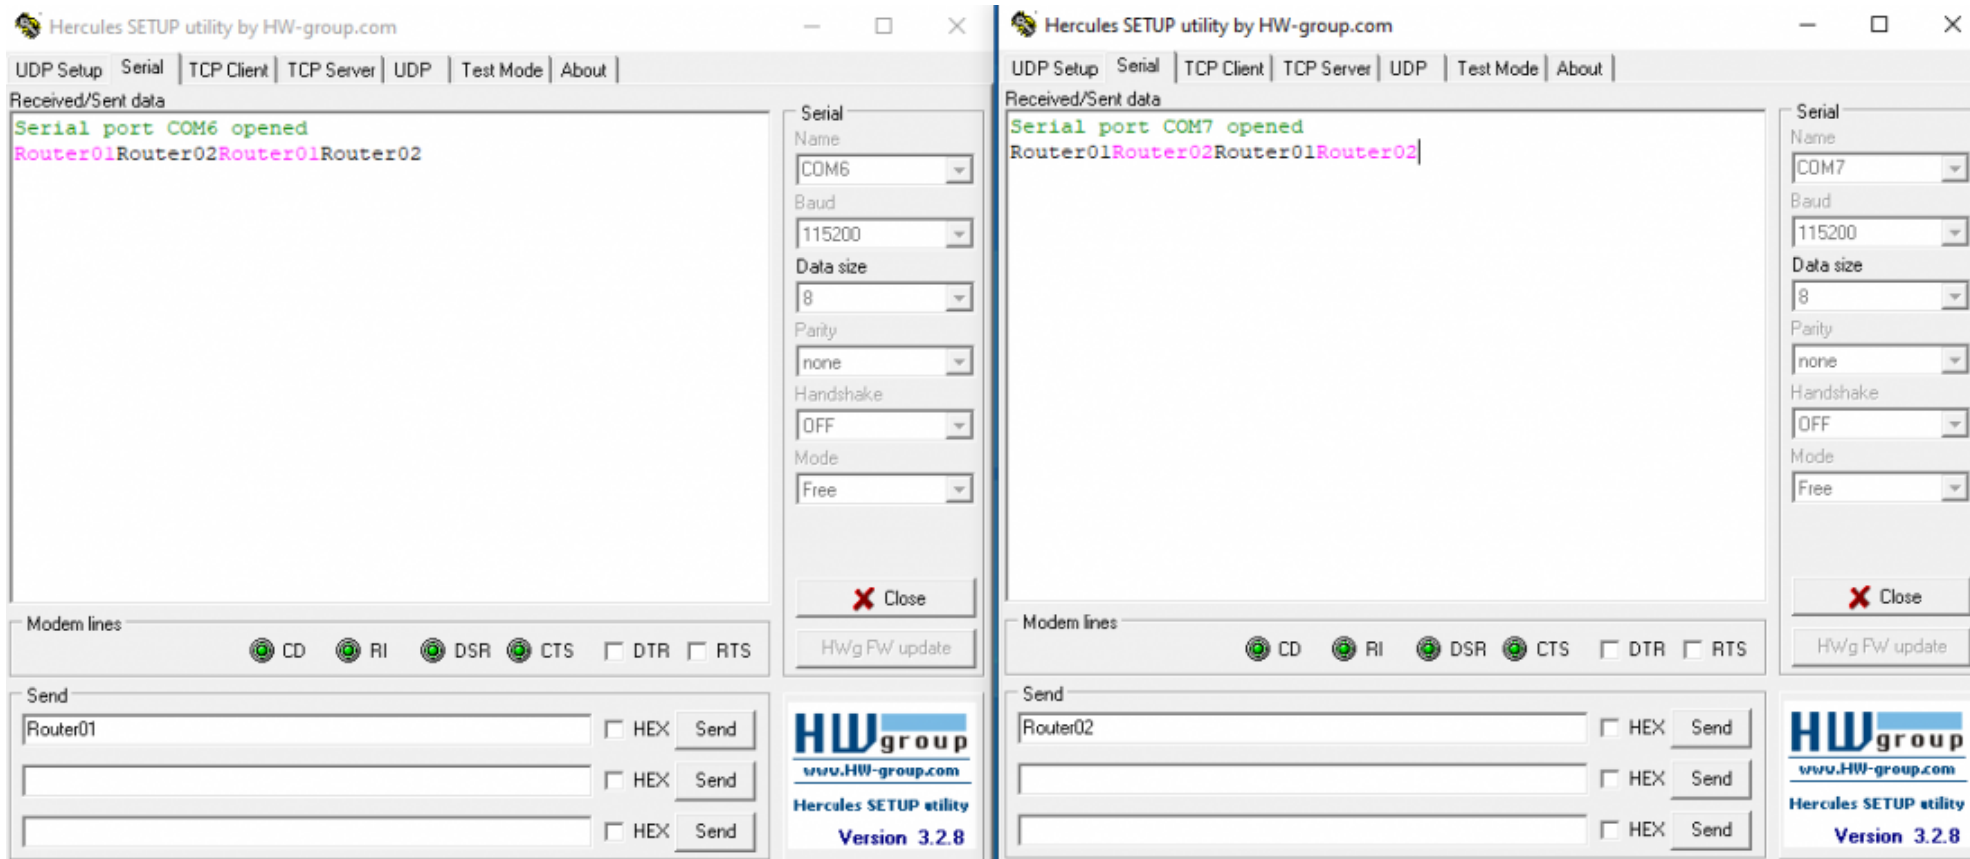 Hercules SETUP utility by HW-group.com
UDP Setup Serial TCP Client TCP Server UDP Test Mode About
Received/Sent data
Serial port COM6 opened
Router01Router02Router01Router02
Serial
Name
COM6
Baud
115200
Data size
8
Parity
none
Handshake
OFF
Mode
Free
Close
HWg FW update
Modem lines
CD RI DSR CTS DTR RTS
Send
Router01 HEX Send
HEX Send
HEX Send
HW group
www.HW-group.com
Hercules SETUP utility
Version 3.2.8
Hercules SETUP utility by HW-group.com
UDP Setup Serial TCP Client TCP Server UDP Test Mode About
Received/Sent data
Serial port COM7 opened
Router01Router02Router01Router02
Serial
Name
COM7
Baud
115200
Data size
8
Parity
none
Handshake
OFF
Mode
Free
Close
HWg FW update
Modem lines
CD RI DSR CTS DTR RTS
Send
Router02 HEX Send
HEX Send
HEX Send
HW group
www.HW-group.com
Hercules SETUP utility
Version 3.2.8